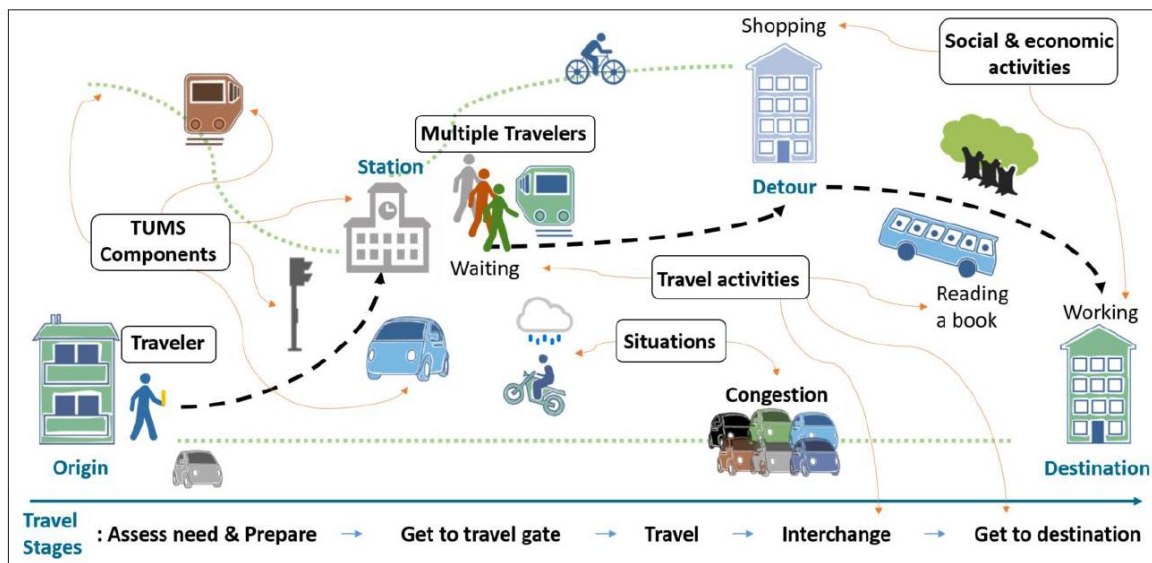 Shopping
Social & economic
activities
Multiple Travelers
Station
Detour
TUMS
Components
Waiting
Travel activities
Reading
a book
Working
Traveler
Situations
Congestion
Origin
Destination
Travel
Stages
: Assess need & Prepare → Get to travel gate → Travel → Interchange → Get to destination